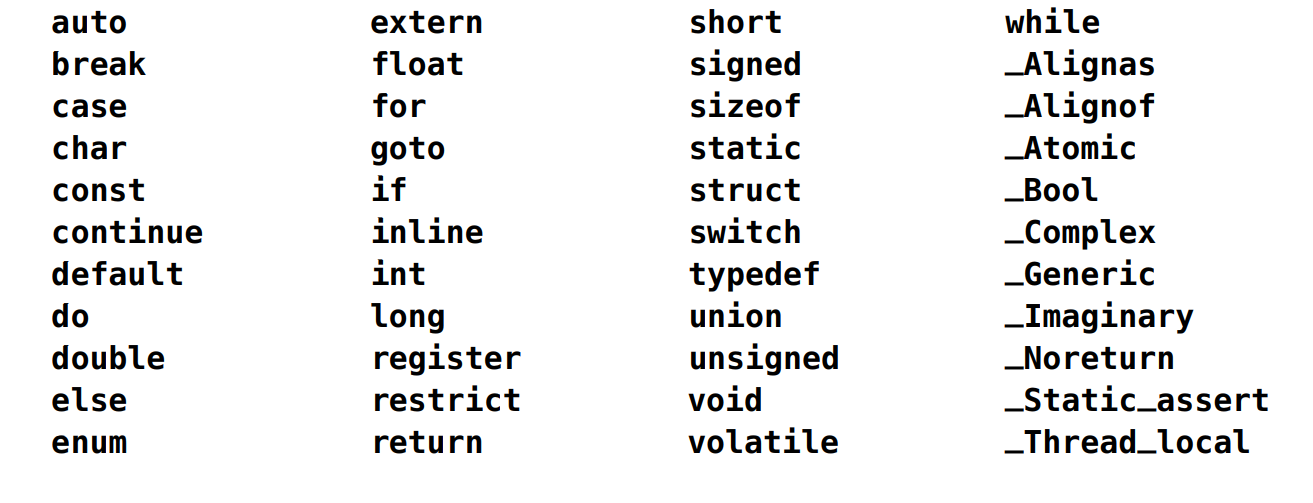 auto extern short while
break float signed _Alignas
case for sizeof _Alignof
char goto static _Atomic
const if struct _Bool
continue inline switch _Complex
default int typedef _Generic
do long union _Imaginary
double register unsigned _Noreturn
else restrict void _Static_assert
enum return volatile _Thread_local